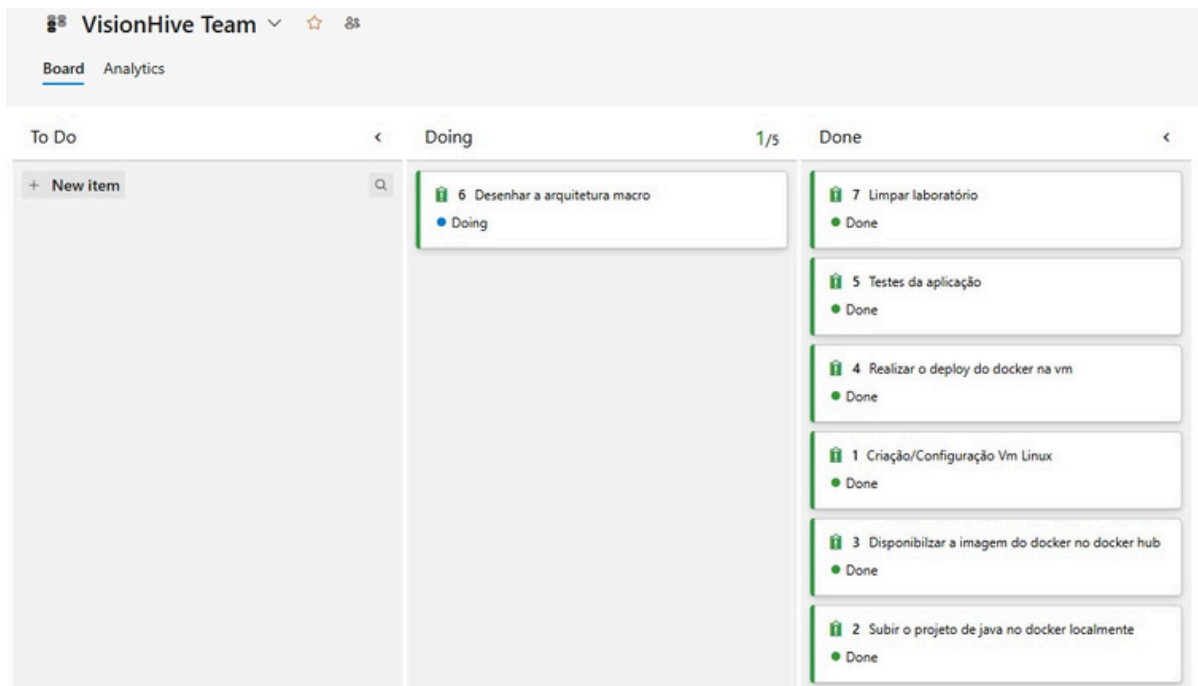 VisionHive Team
Board Analytics
To Do
+ New item
Doing 1/5
6 Desenhar a arquitetura macro
Doing
Done
7 Limpar laboratório
Done
5 Testes da aplicação
Done
4 Realizar o deploy do docker na vm
Done
1 Criação/Configuração Vm Linux
Done
3 Disponibilzar a imagem do docker no docker hub
Done
2 Subir o projeto de java no docker localmente
Done